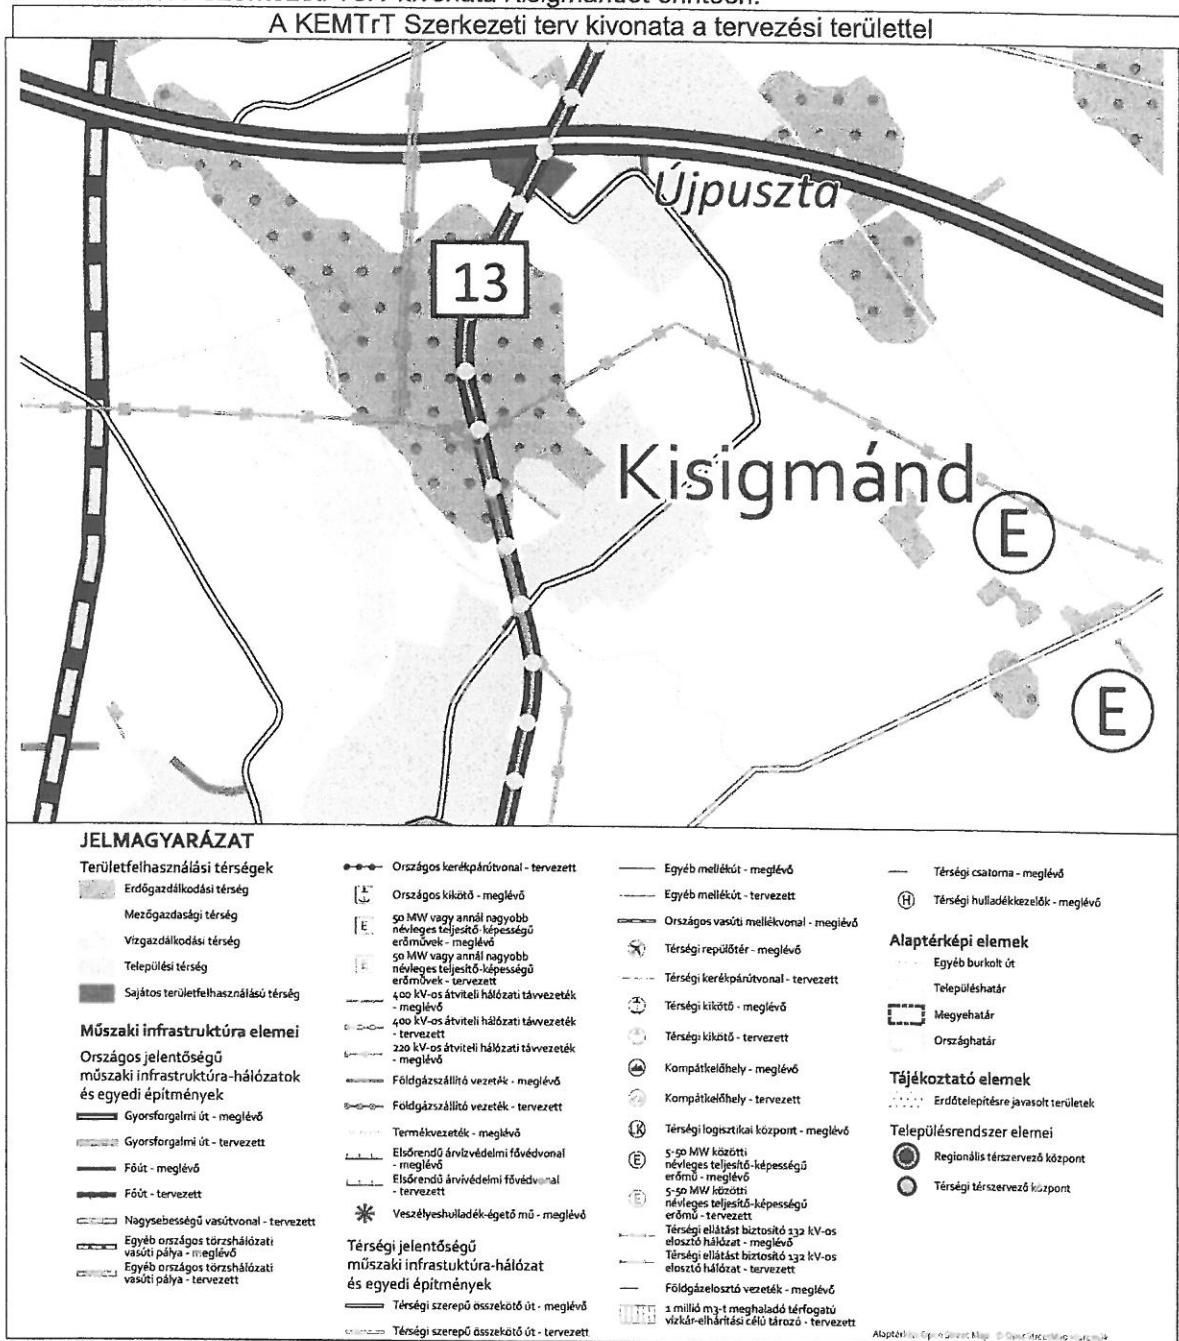 A KEMTrT Szerkezeti terv kivonata a tervezési területtel
Újpuszta
13
Kisigmánd
E
E
JELMAGYARÁZAT
Területfelhasználási térségek
Erdőgazdálkodási térség
Mezőgazdasági térség
Vízgazdálkodási térség
Települési térség
Sajátos területfelhasználású térség
Műszaki infrastruktúra elemei
Országos jelentőségű
műszaki infrastruktúra-hálózatok
és egyedi építmények
Gyorsforgalmi út - meglévő
Gyorsforgalmi út - tervezett
Főút - meglévő
Főút - tervezett
Nagysebességű vasútvonal - tervezett
Egyéb országos törzshálózati
vasúti pálya - meglévő
Egyéb országos törzshálózati
vasúti pálya - tervezett
Országos kerékpárútvonal - tervezett
Országos kikötő - meglévő
E
50 MW vagy annál nagyobb
névleges teljesítő-képességű
erőművek - meglévő
E
50 MW vagy annál nagyobb
névleges teljesítő-képességű
erőművek - tervezett
400 kV-os átviteli hálózati távvezeték
- meglévő
400 kV-os átviteli hálózati távvezeték
- tervezett
220 kV-os átviteli hálózati távvezeték
- meglévő
Földgázszállító vezeték - meglévő
Földgázszállító vezeték - tervezett
Termékvezeték - meglévő
Elsőrendű árvízvédelmi fővédvonal
- meglévő
Elsőrendű árvívédelmi fővédvonal
- tervezett
Veszélyeshulladék-égető mű - meglévő
Térségi jelentőségű
műszaki infrastuktúra-hálózat
és egyedi építmények
Térségi szerepű összekötő út - meglévő
Térségi szerepű összekötő út - tervezett
Egyéb mellékút - meglévő
Egyéb mellékút - tervezett
Országos vasúti mellékvonal - meglévő
Térségi repülőtér - meglévő
Térségi kerékpárútvonal - tervezett
Térségi kikötő - meglévő
Térségi kikötő - tervezett
Kompátkelőhely - meglévő
Kompátkelőhely - tervezett
K
Térségi logisztikai központ - meglévő
E
5-50 MW közötti
névleges teljesítő-képességű
erőmű - meglévő
E
5-50 MW közötti
névleges teljesítő-képességű
erőmű - tervezett
Térségi ellátást biztosító 132 kV-os
elosztó hálózat - meglévő
Térségi ellátást biztosító 132 kV-os
elosztó hálózat - tervezett
Földgázelosztó vezeték - meglévő
1 millió m3-t meghaladó térfogatú
vízkár-elhárítási célú tározó - tervezett
Térségi csatorna - meglévő
H
Térségi hulladékkezelők - meglévő
Alaptérképi elemek
Egyéb burkolt út
Településhatár
Megyehatár
Országhatár
Tájékoztató elemek
Erdőtelepítésre javasolt területek
Településrendszer elemei
Regionális térszervező központ
Térségi térszervező központ